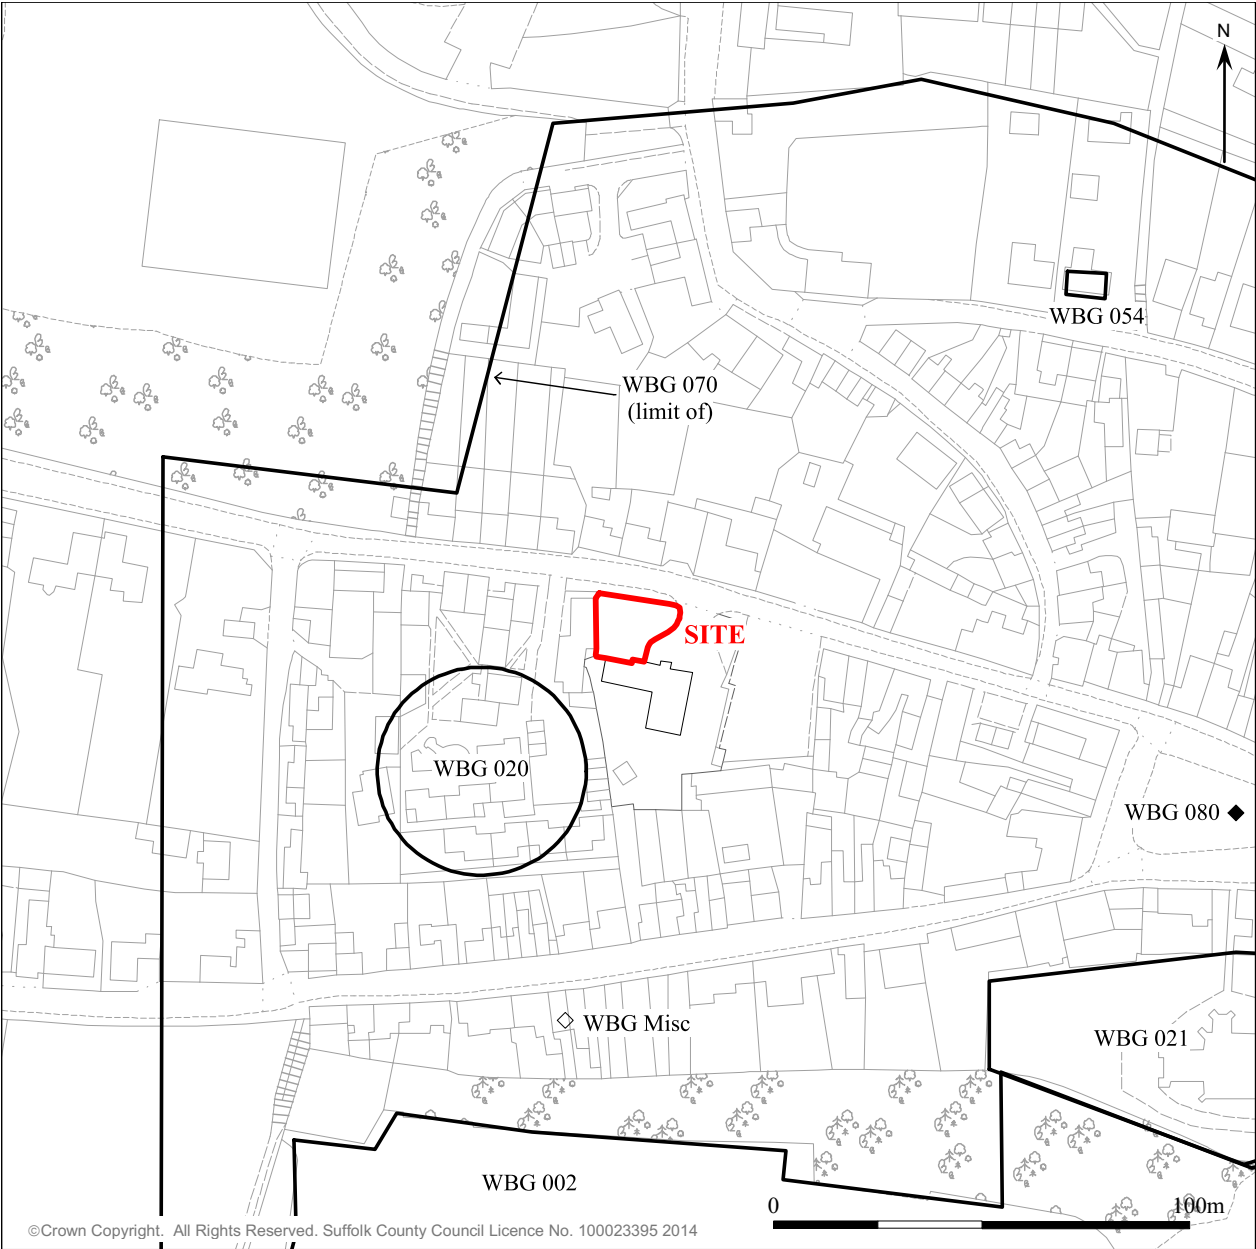 N
WBG 054
WBG 070
(limit of)
SITE
WBG 020
WBG 080
WBG Misc
WBG 021
WBG 002
0 100m
©Crown Copyright. All Rights Reserved. Suffolk County Council Licence No. 100023395 2014